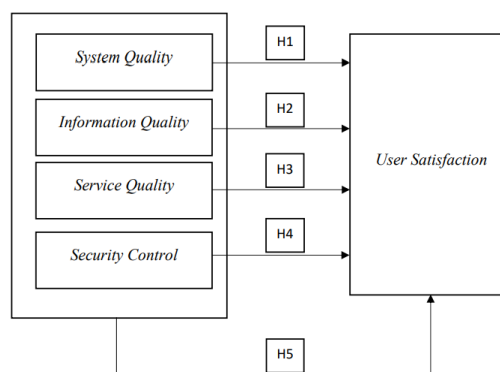 System Quality
H1
Information Quality
H2
Service Quality
H3
Security Control
H4
User Satisfaction
H5